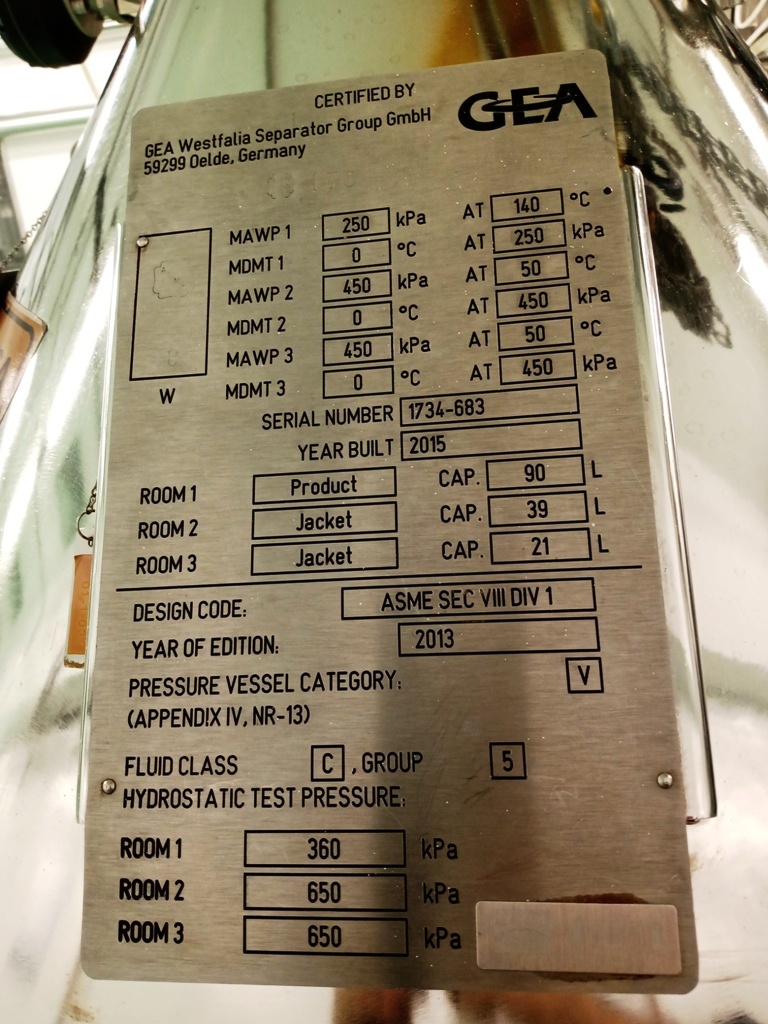 CERTIFIED BY
GEA
GEA Westfalia Separator Group GmbH
59299 Oelde, Germany
MAWP 1 250 kPa AT 140 °C
MDMT 1 0 °C AT 250 kPa
MAWP 2 450 kPa AT 50 °C
MDMT 2 0 °C AT 450 kPa
MAWP 3 450 kPa AT 50 °C
MDMT 3 0 °C AT 450 kPa
W
SERIAL NUMBER 1734-683
YEAR BUILT 2015
ROOM 1 Product CAP. 90 L
ROOM 2 Jacket CAP. 39 L
ROOM 3 Jacket CAP. 21 L
DESIGN CODE: ASME SEC VIII DIV 1
YEAR OF EDITION: 2013
PRESSURE VESSEL CATEGORY: V
(APPENDIX IV, NR-13)
FLUID CLASS C , GROUP 5
HYDROSTATIC TEST PRESSURE:
ROOM 1 360 kPa
ROOM 2 650 kPa
ROOM 3 650 kPa